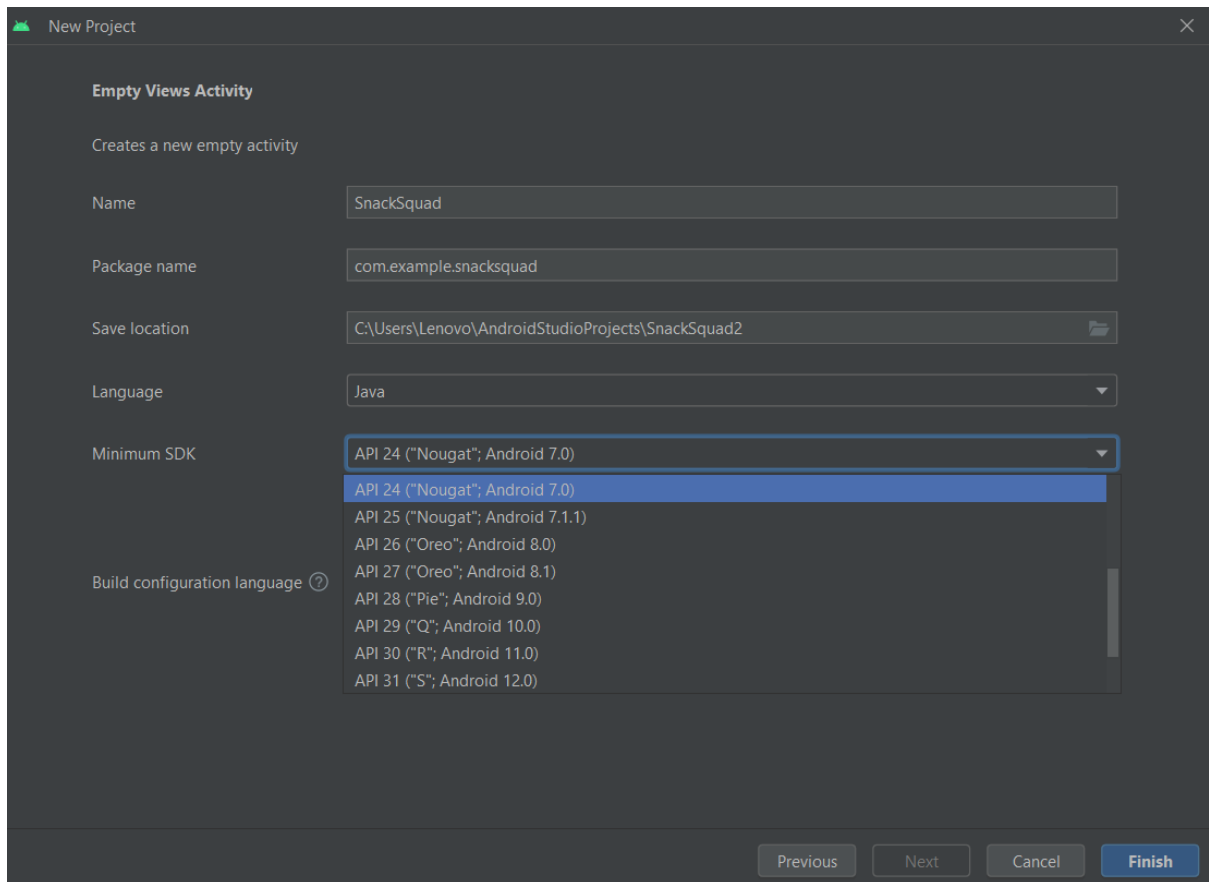 New Project
Empty Views Activity
Creates a new empty activity
Name SnackSquad
Package name com.example.snacksquad
Save location C:\Users\Lenovo\AndroidStudioProjects\SnackSquad2
Language Java
Minimum SDK API 24 ("Nougat"; Android 7.0)
API 24 ("Nougat"; Android 7.0)
API 25 ("Nougat"; Android 7.1.1)
API 26 ("Oreo"; Android 8.0)
API 27 ("Oreo"; Android 8.1)
Build configuration language ?
API 28 ("Pie"; Android 9.0)
API 29 ("Q"; Android 10.0)
API 30 ("R"; Android 11.0)
API 31 ("S"; Android 12.0)
Previous Next Cancel Finish